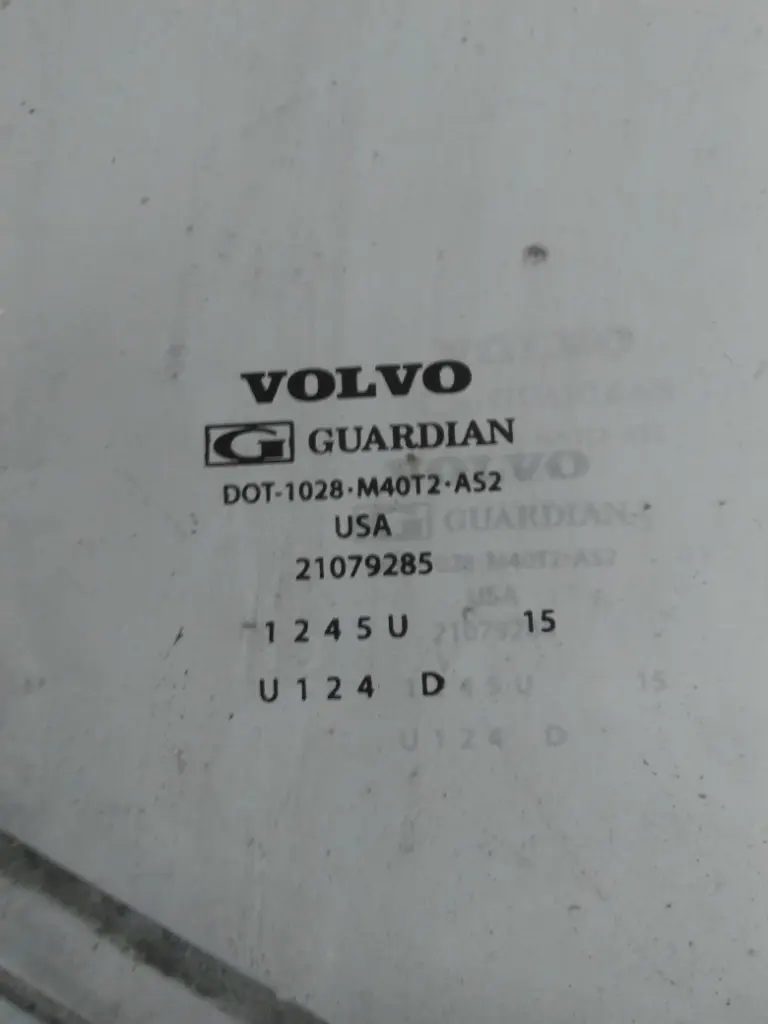 VOLVO
G GUARDIAN
DOT-1028·M40T2·AS2
USA
21079285
1 2 4 5 U 15
U 1 2 4 D